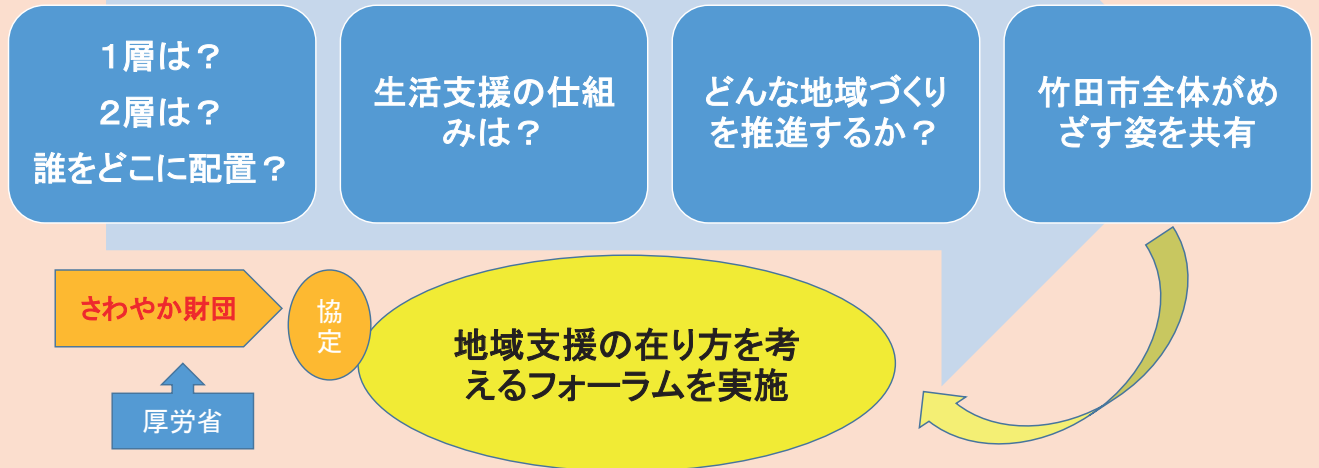 1層は？
2層は？
誰をどこに配置？
生活支援の仕組
みは？
どんな地域づくり
を推進するか？
竹田市全体がめ
ざす姿を共有
さわやか財団
協
定
地域支援の在り方を考
えるフォーラムを実施
厚労省